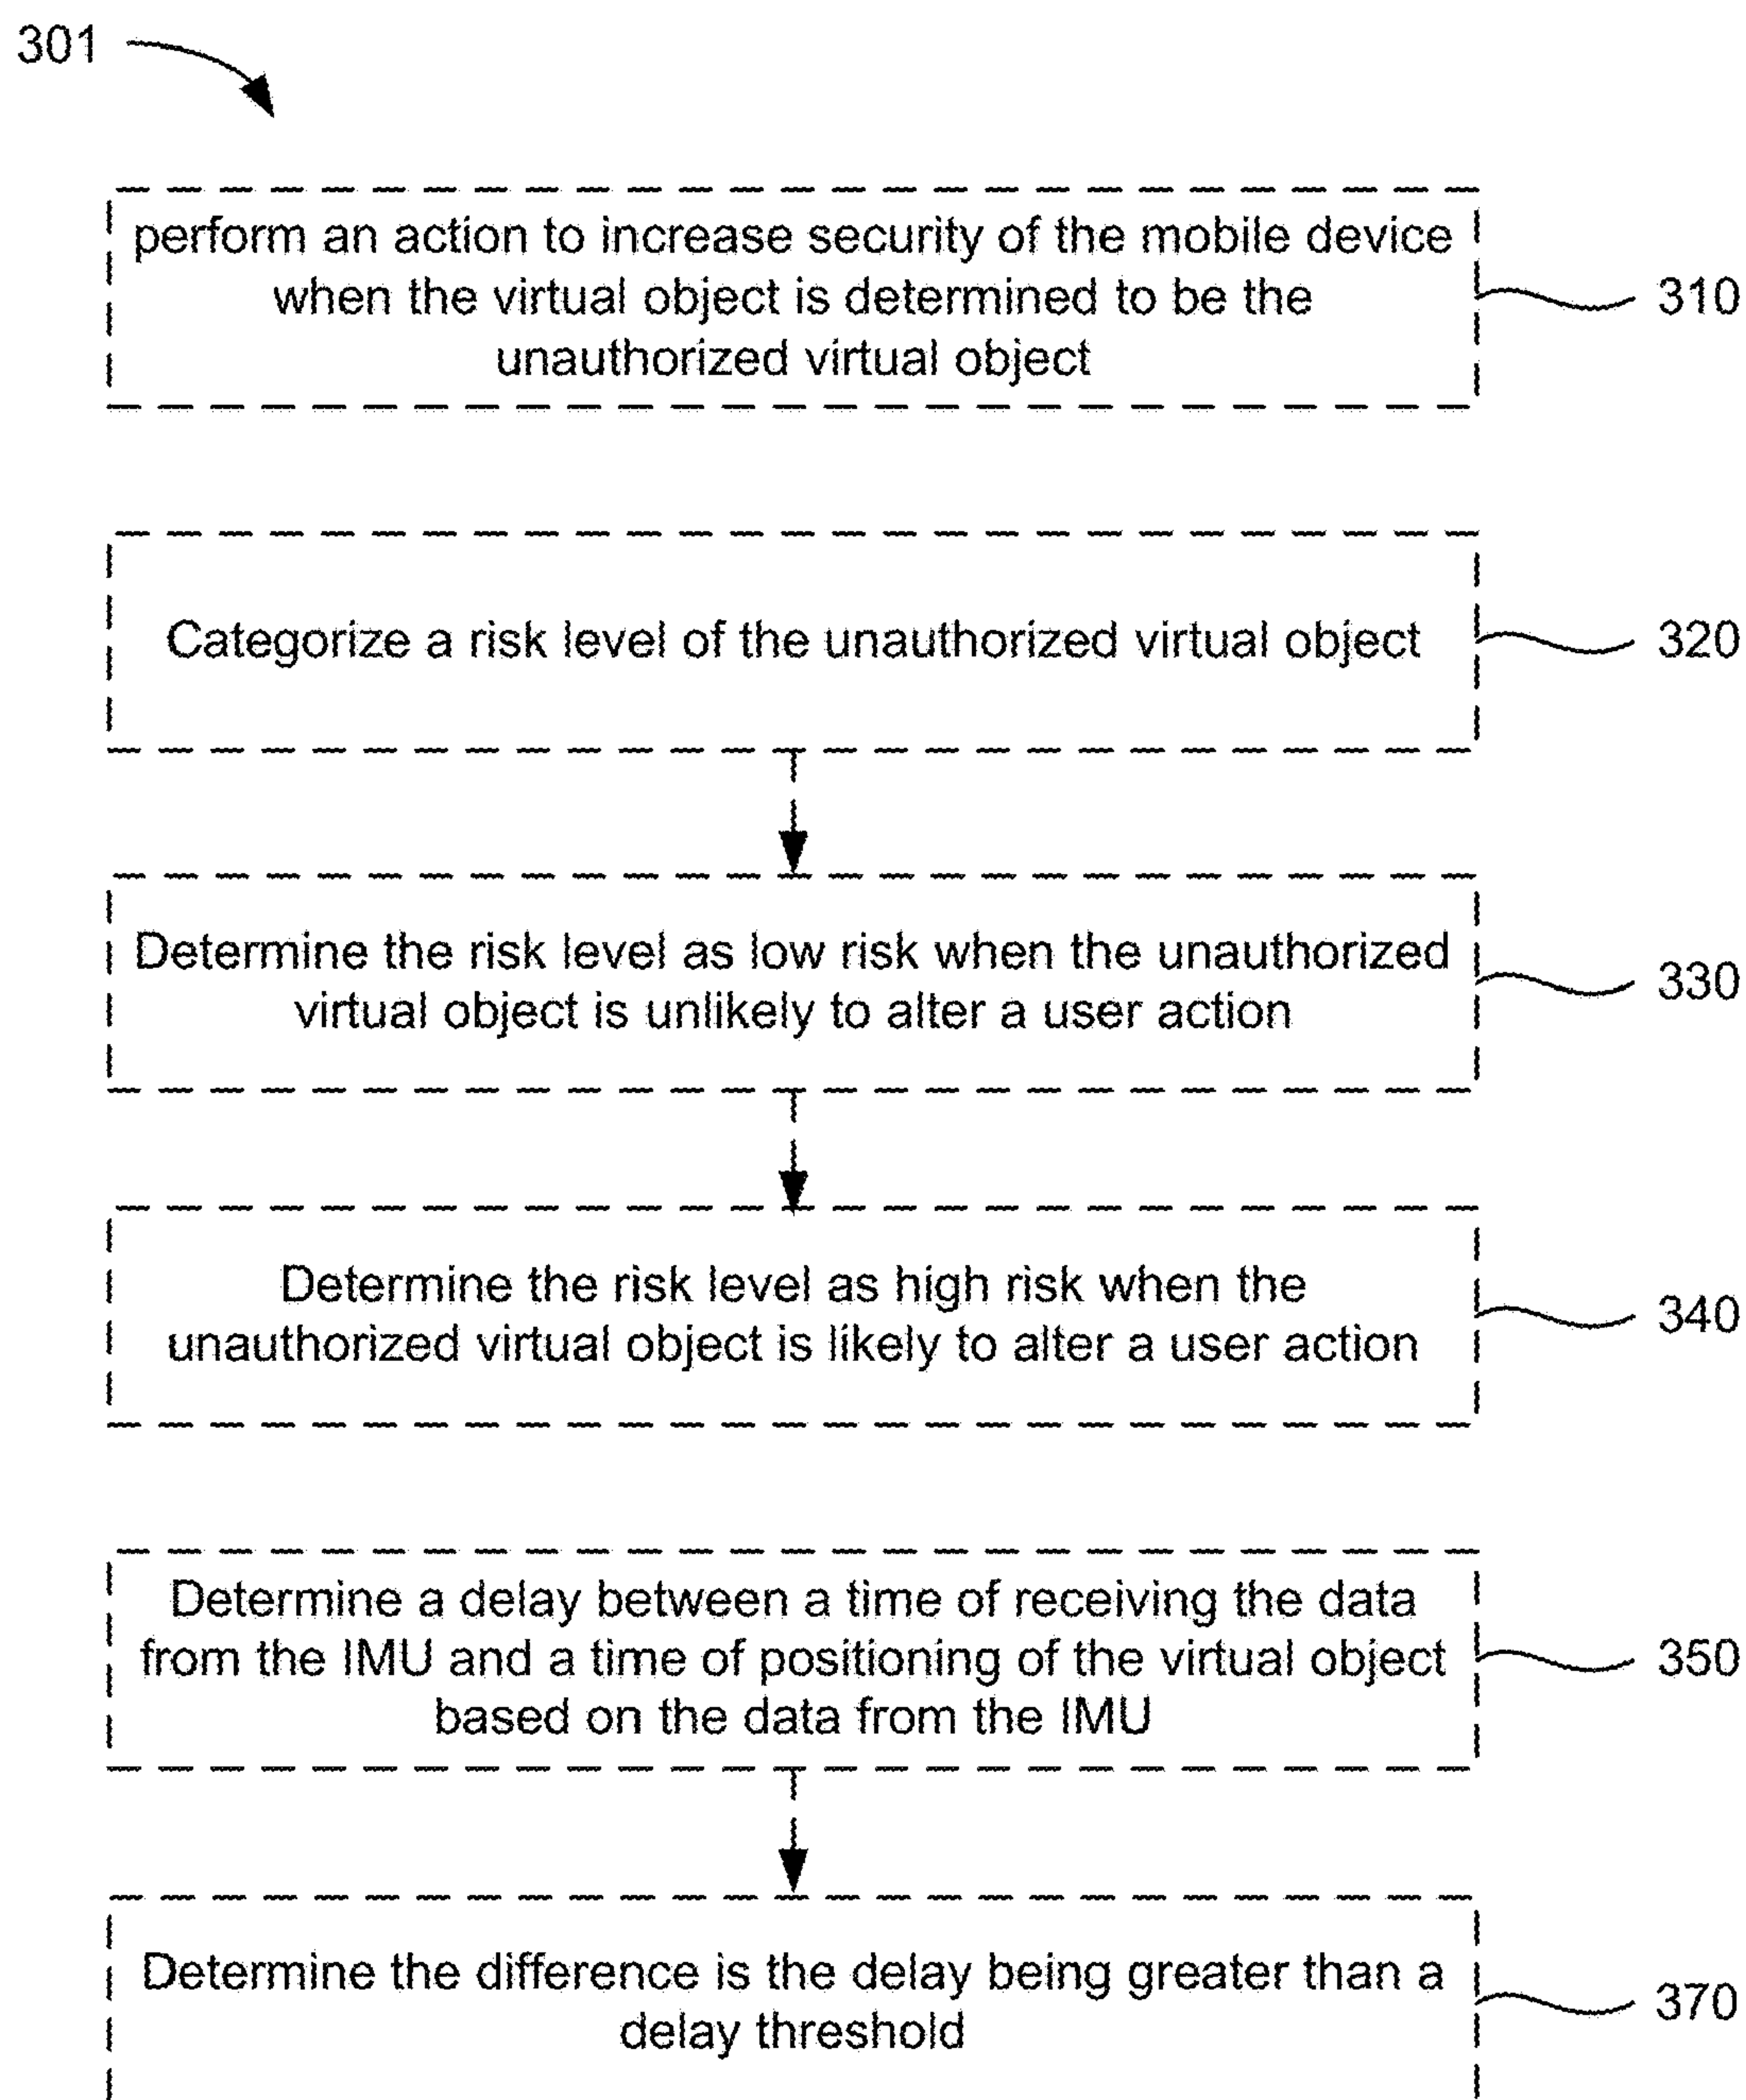 301
perform an action to increase security of the mobile device
when the virtual object is determined to be the
unauthorized virtual object
310
Categorize a risk level of the unauthorized virtual object
320
Determine the risk level as low risk when the unauthorized
virtual object is unlikely to alter a user action
330
Determine the risk level as high risk when the
unauthorized virtual object is likely to alter a user action
340
Determine a delay between a time of receiving the data
from the IMU and a time of positioning of the virtual object
based on the data from the IMU
350
Determine the difference is the delay being greater than a
delay threshold
370